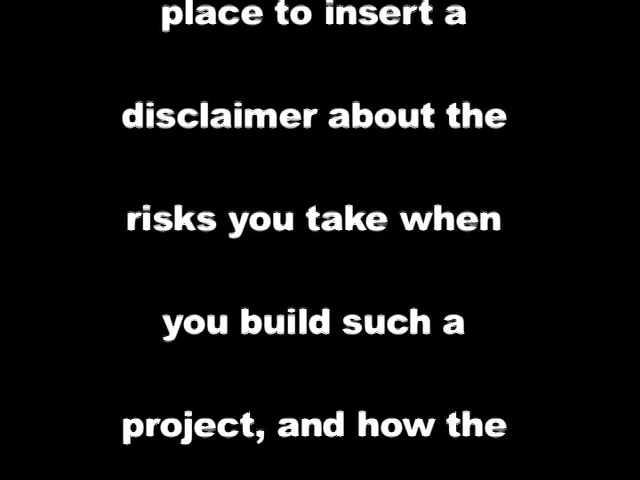 place to insert a
disclaimer about the
risks you take when
you build such a
project, and how the